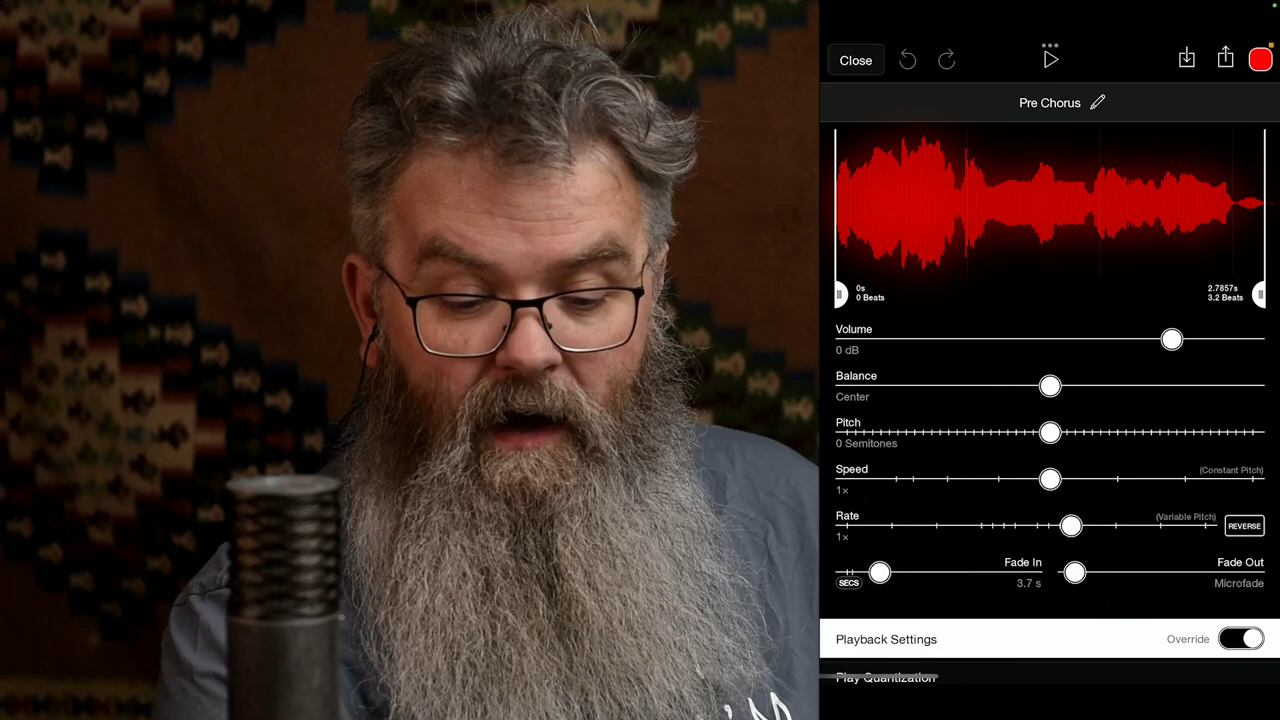 Close
Pre Chorus
0s
0 Beats
2.7857s
3.2 Beats
Volume
0 dB
Balance
Center
Pitch
0 Semitones
Speed
(Constant Pitch)
1×
Rate
(Variable Pitch)
REVERSE
1×
Fade In
Fade Out
SECS
3.7 s
Microfade
Playback Settings
Override
Play Quantization